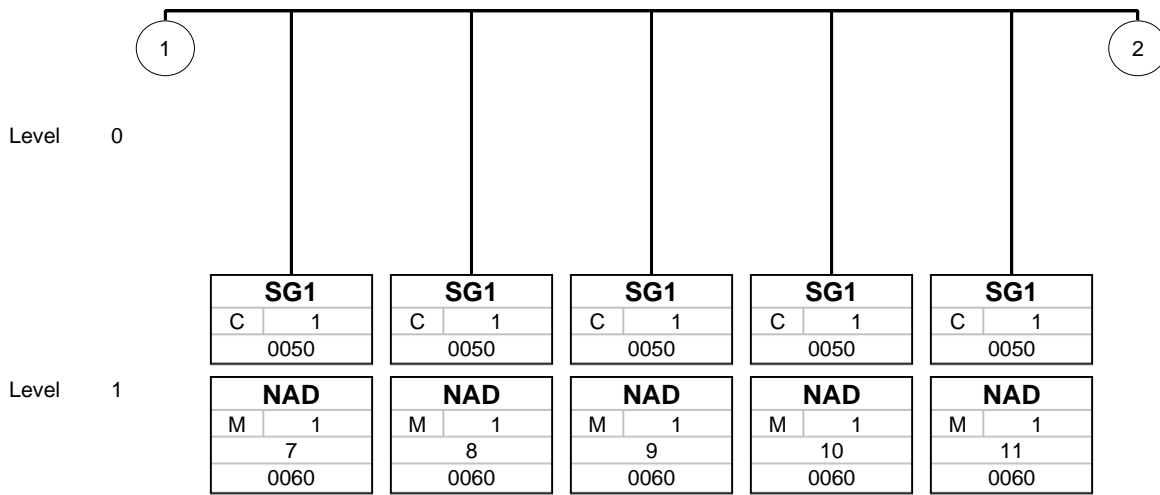 1 2
Level 0
SG1 SG1 SG1 SG1 SG1
C 1 C 1 C 1 C 1 C 1
0050 0050 0050 0050 0050
Level 1
NAD NAD NAD NAD NAD
M 1 M 1 M 1 M 1 M 1
7 8 9 10 11
0060 0060 0060 0060 0060